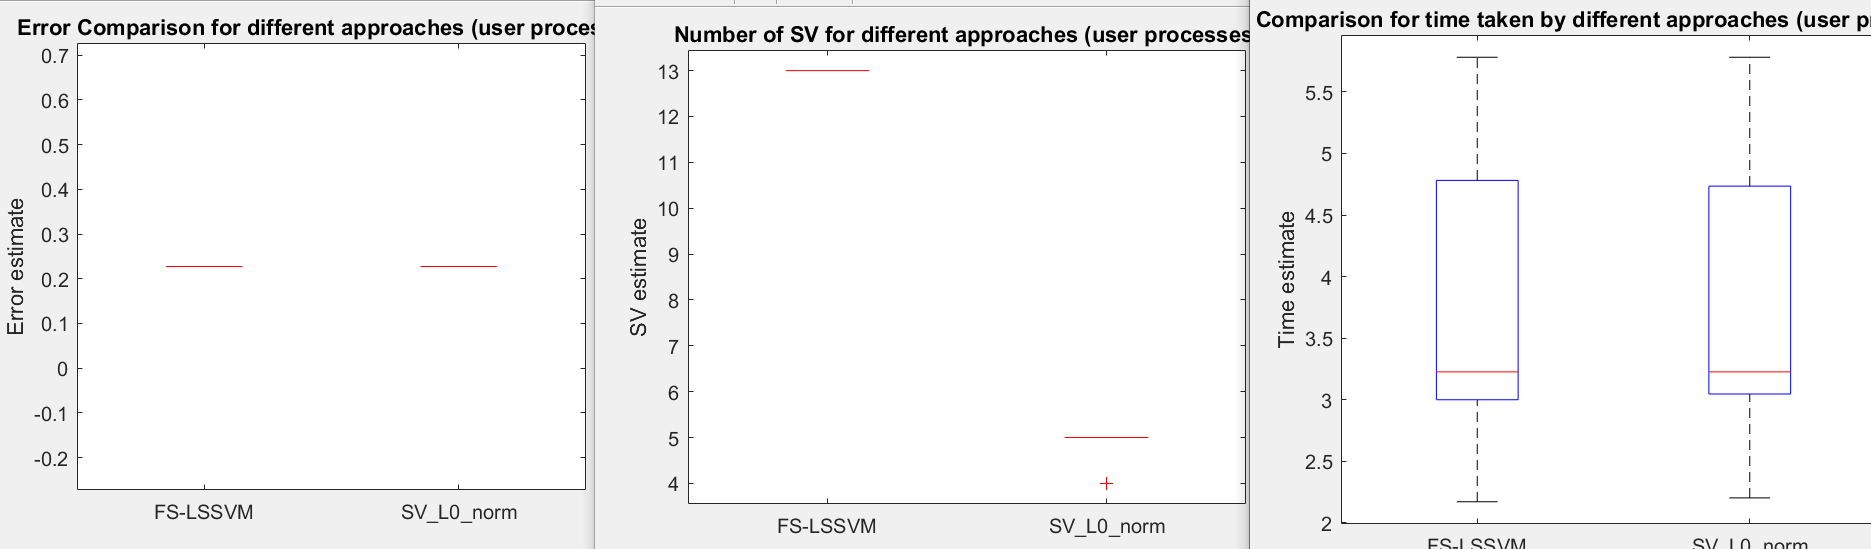 Error Comparison for different approaches (user proces
0.7
0.6
0.5
0.4
0.3
0.2
0.1
0
-0.1
-0.2
Error estimate
FS-LSSVM
SV_L0_norm
Number of SV for different approaches (user processes
13
12
11
10
9
8
7
6
5
4
SV estimate
FS-LSSVM
SV_L0_norm
Comparison for time taken by different approaches (user p
5.5
5
4.5
4
3.5
3
2.5
2
Time estimate
FS-LSSVM
SV_L0_norm